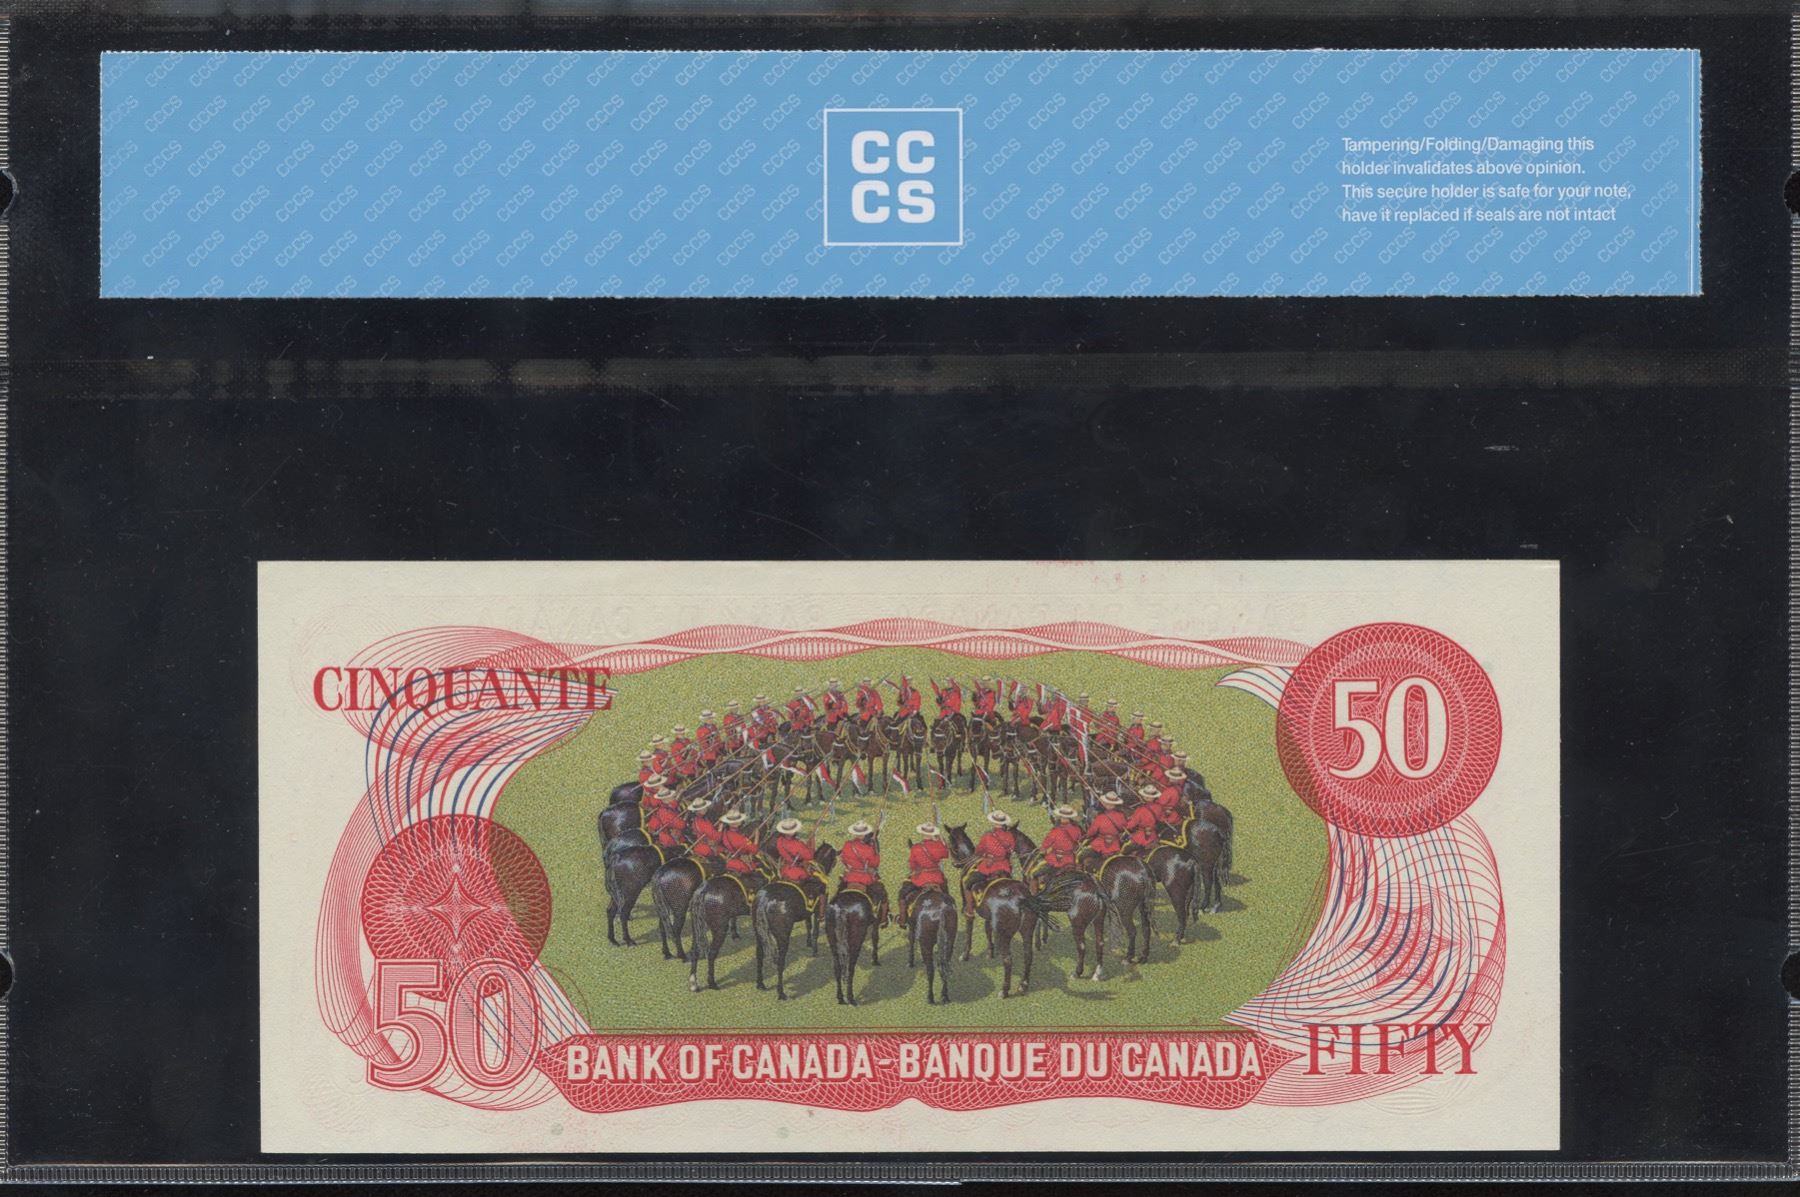 CC
CS
Tampering/Folding/Damaging this
holder invalidates above opinion.
This secure holder is safe for your note,
have it replaced if seals are not intact
CINQUANTE
50
50
BANK OF CANADA-BANQUE DU CANADA
FIFTY